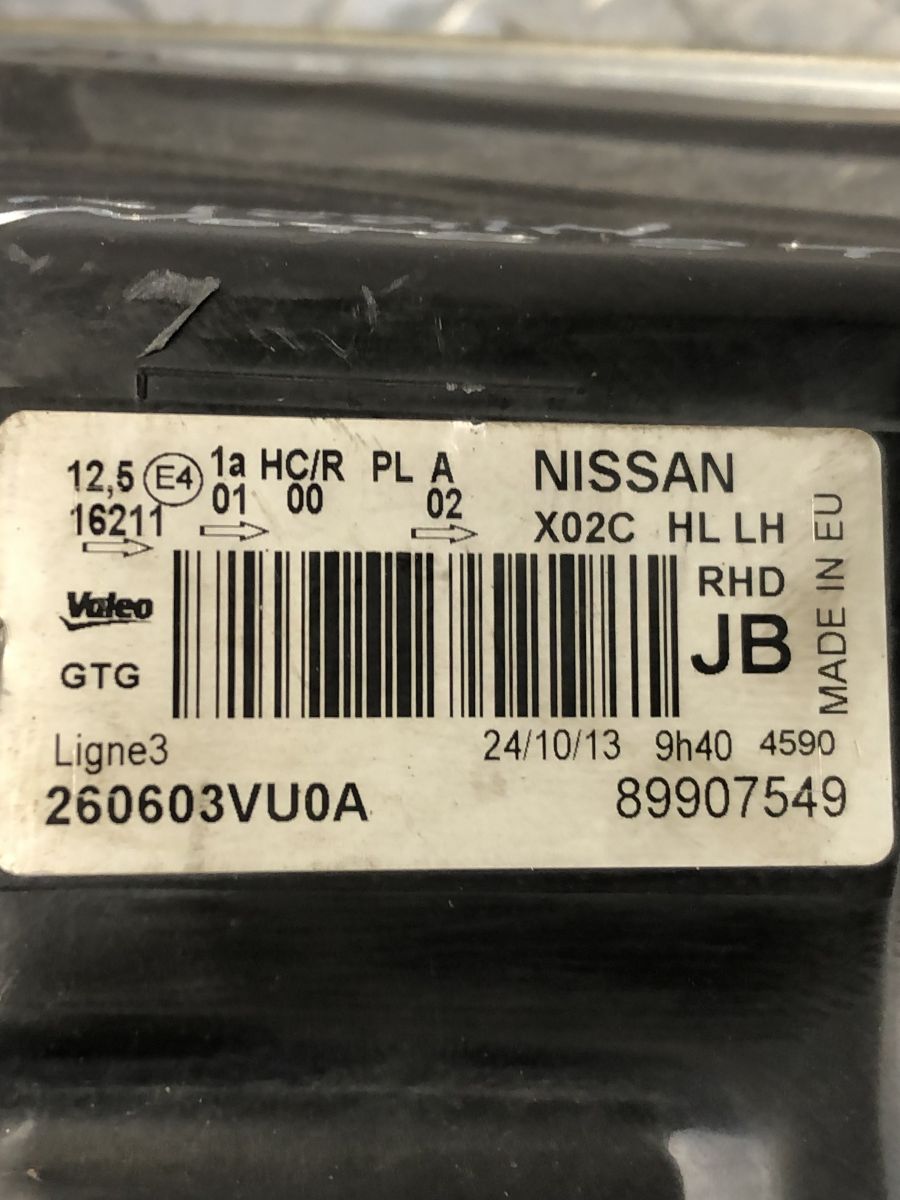 12,5 E4 1a HC/R PL A NISSAN
16211 01 00 02 X02C HL LH
Valeo RHD
GTG JB
MADE IN EU
Ligne3 24/10/13 9h40 4590
260603VU0A 89907549